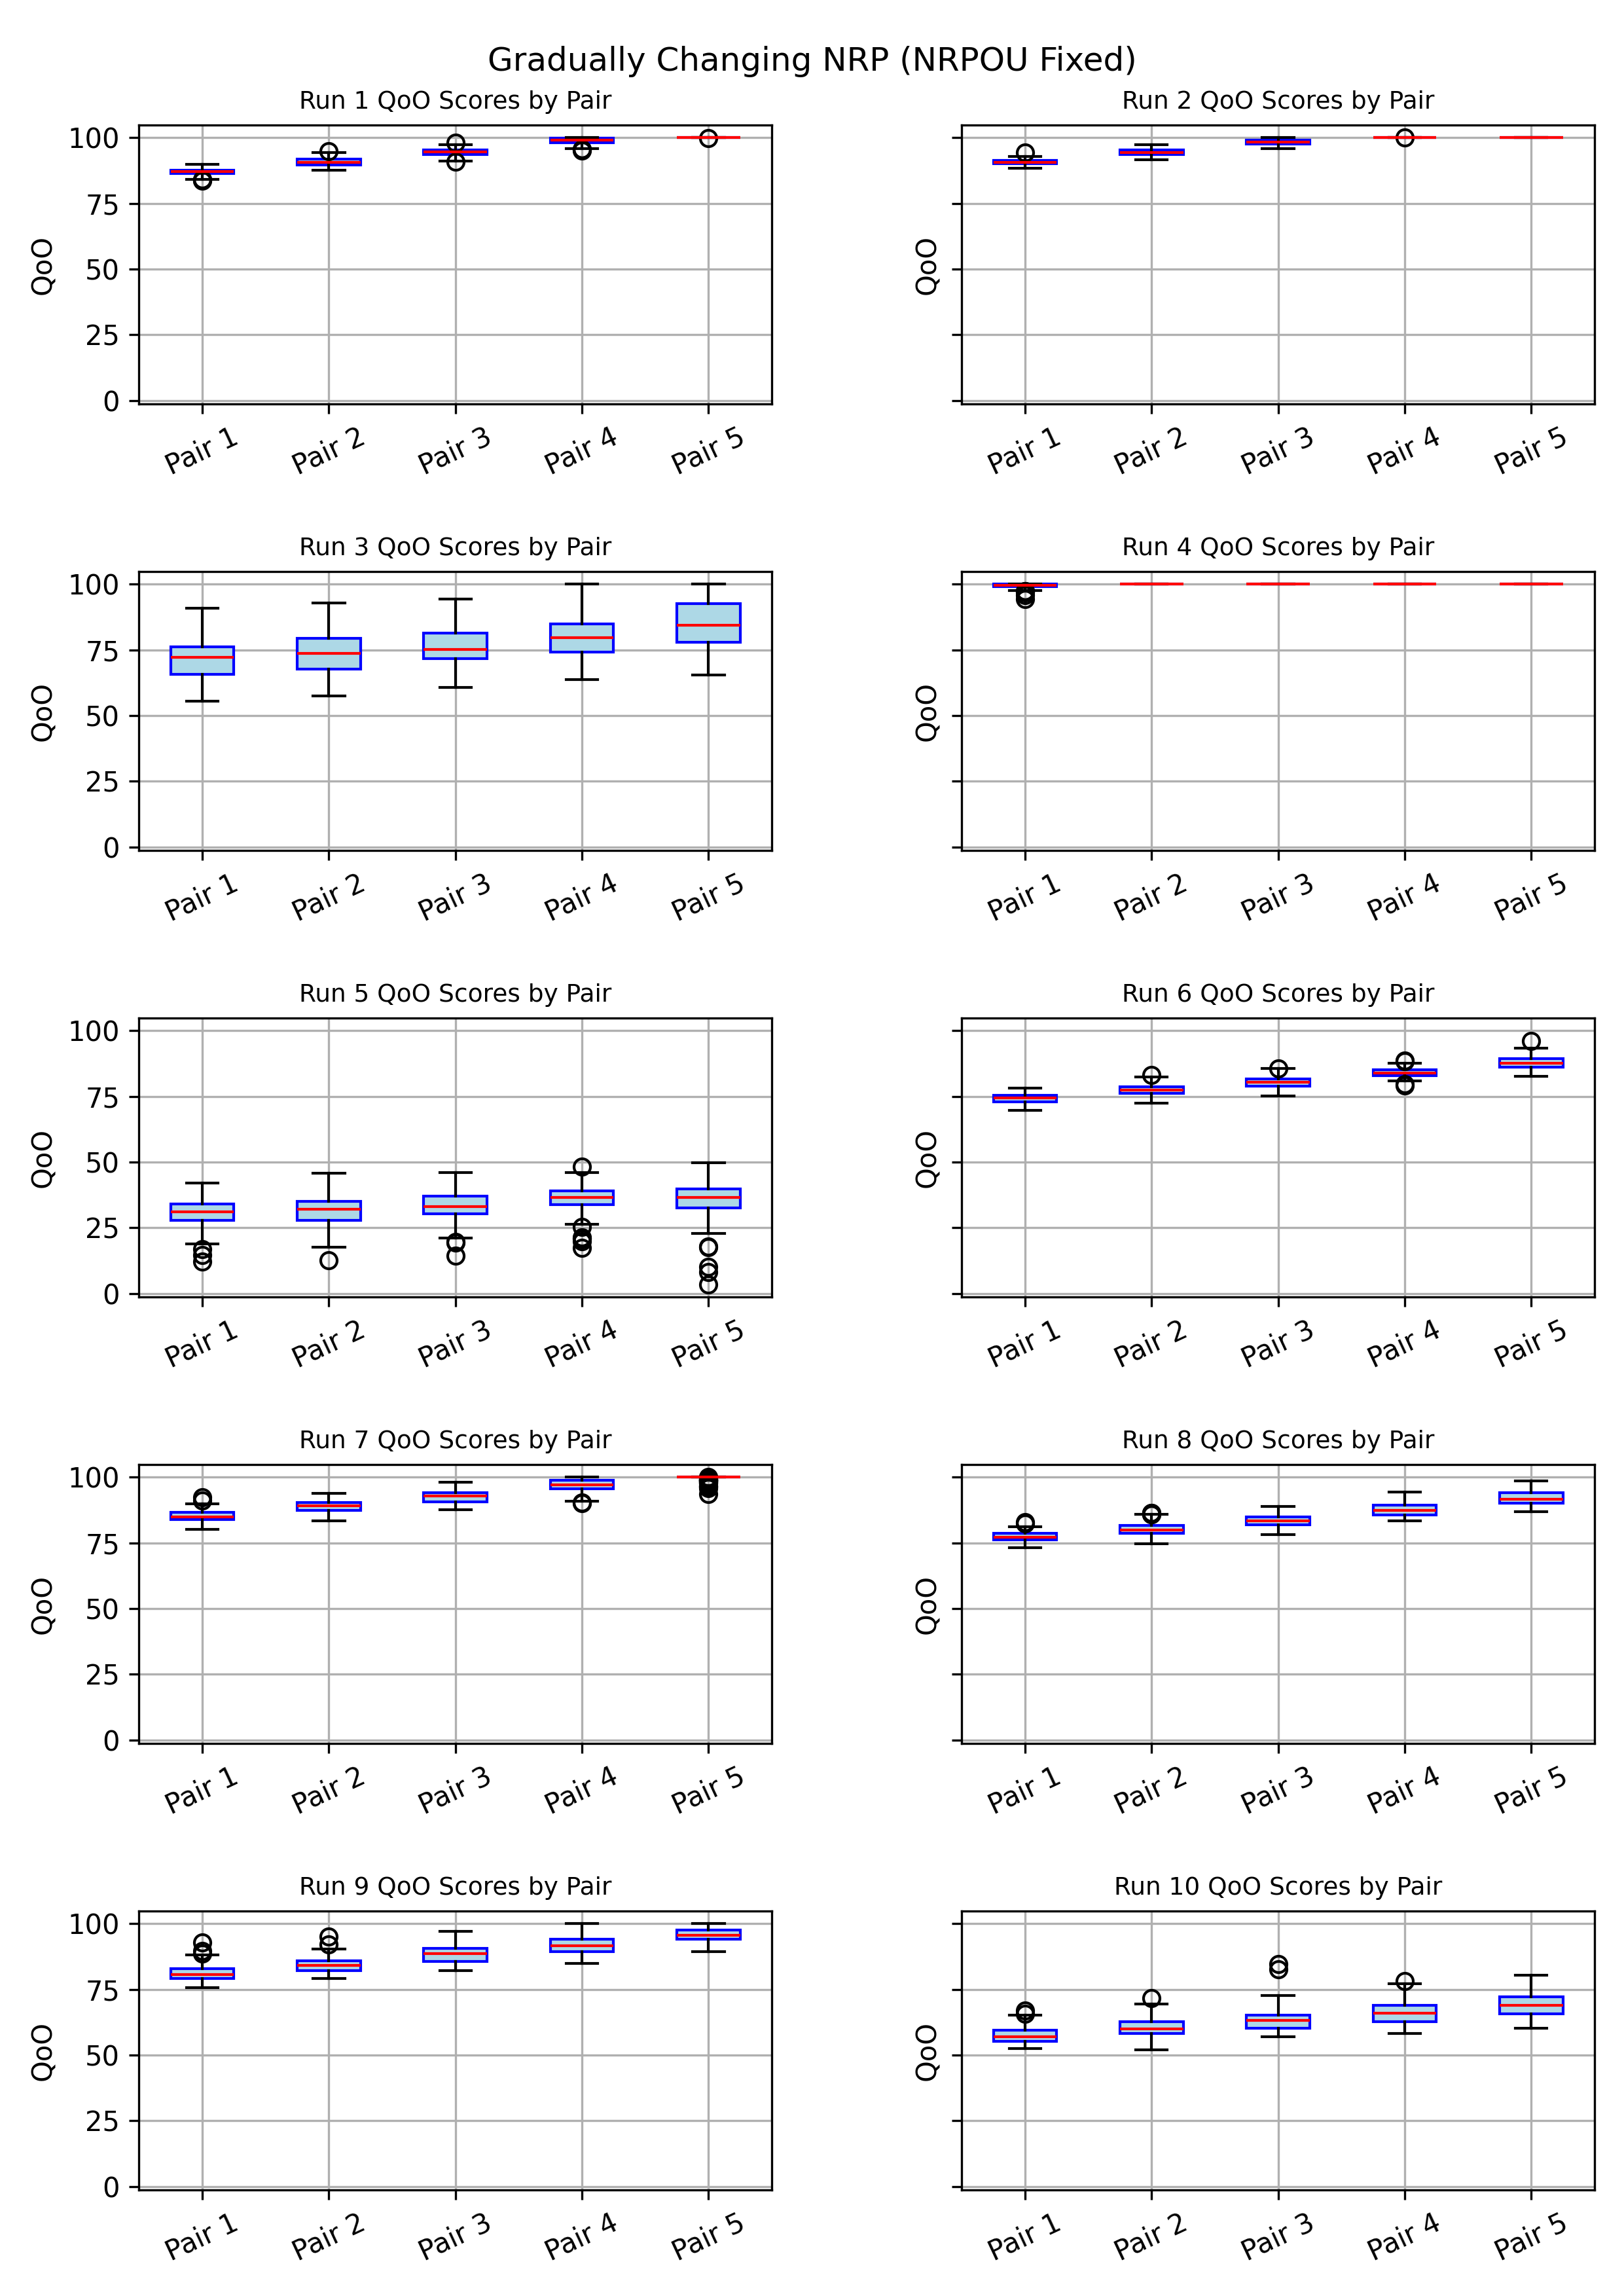 Gradually Changing NRP (NRPOU Fixed)
Run 1 QoO Scores by Pair
QoO
100
75
50
25
0
Pair 1
Pair 2
Pair 3
Pair 4
Pair 5
Run 2 QoO Scores by Pair
QoO
Pair 1
Pair 2
Pair 3
Pair 4
Pair 5
Run 3 QoO Scores by Pair
QoO
100
75
50
25
0
Pair 1
Pair 2
Pair 3
Pair 4
Pair 5
Run 4 QoO Scores by Pair
QoO
Pair 1
Pair 2
Pair 3
Pair 4
Pair 5
Run 5 QoO Scores by Pair
QoO
100
75
50
25
0
Pair 1
Pair 2
Pair 3
Pair 4
Pair 5
Run 6 QoO Scores by Pair
QoO
Pair 1
Pair 2
Pair 3
Pair 4
Pair 5
Run 7 QoO Scores by Pair
QoO
100
75
50
25
0
Pair 1
Pair 2
Pair 3
Pair 4
Pair 5
Run 8 QoO Scores by Pair
QoO
Pair 1
Pair 2
Pair 3
Pair 4
Pair 5
Run 9 QoO Scores by Pair
QoO
100
75
50
25
0
Pair 1
Pair 2
Pair 3
Pair 4
Pair 5
Run 10 QoO Scores by Pair
QoO
Pair 1
Pair 2
Pair 3
Pair 4
Pair 5